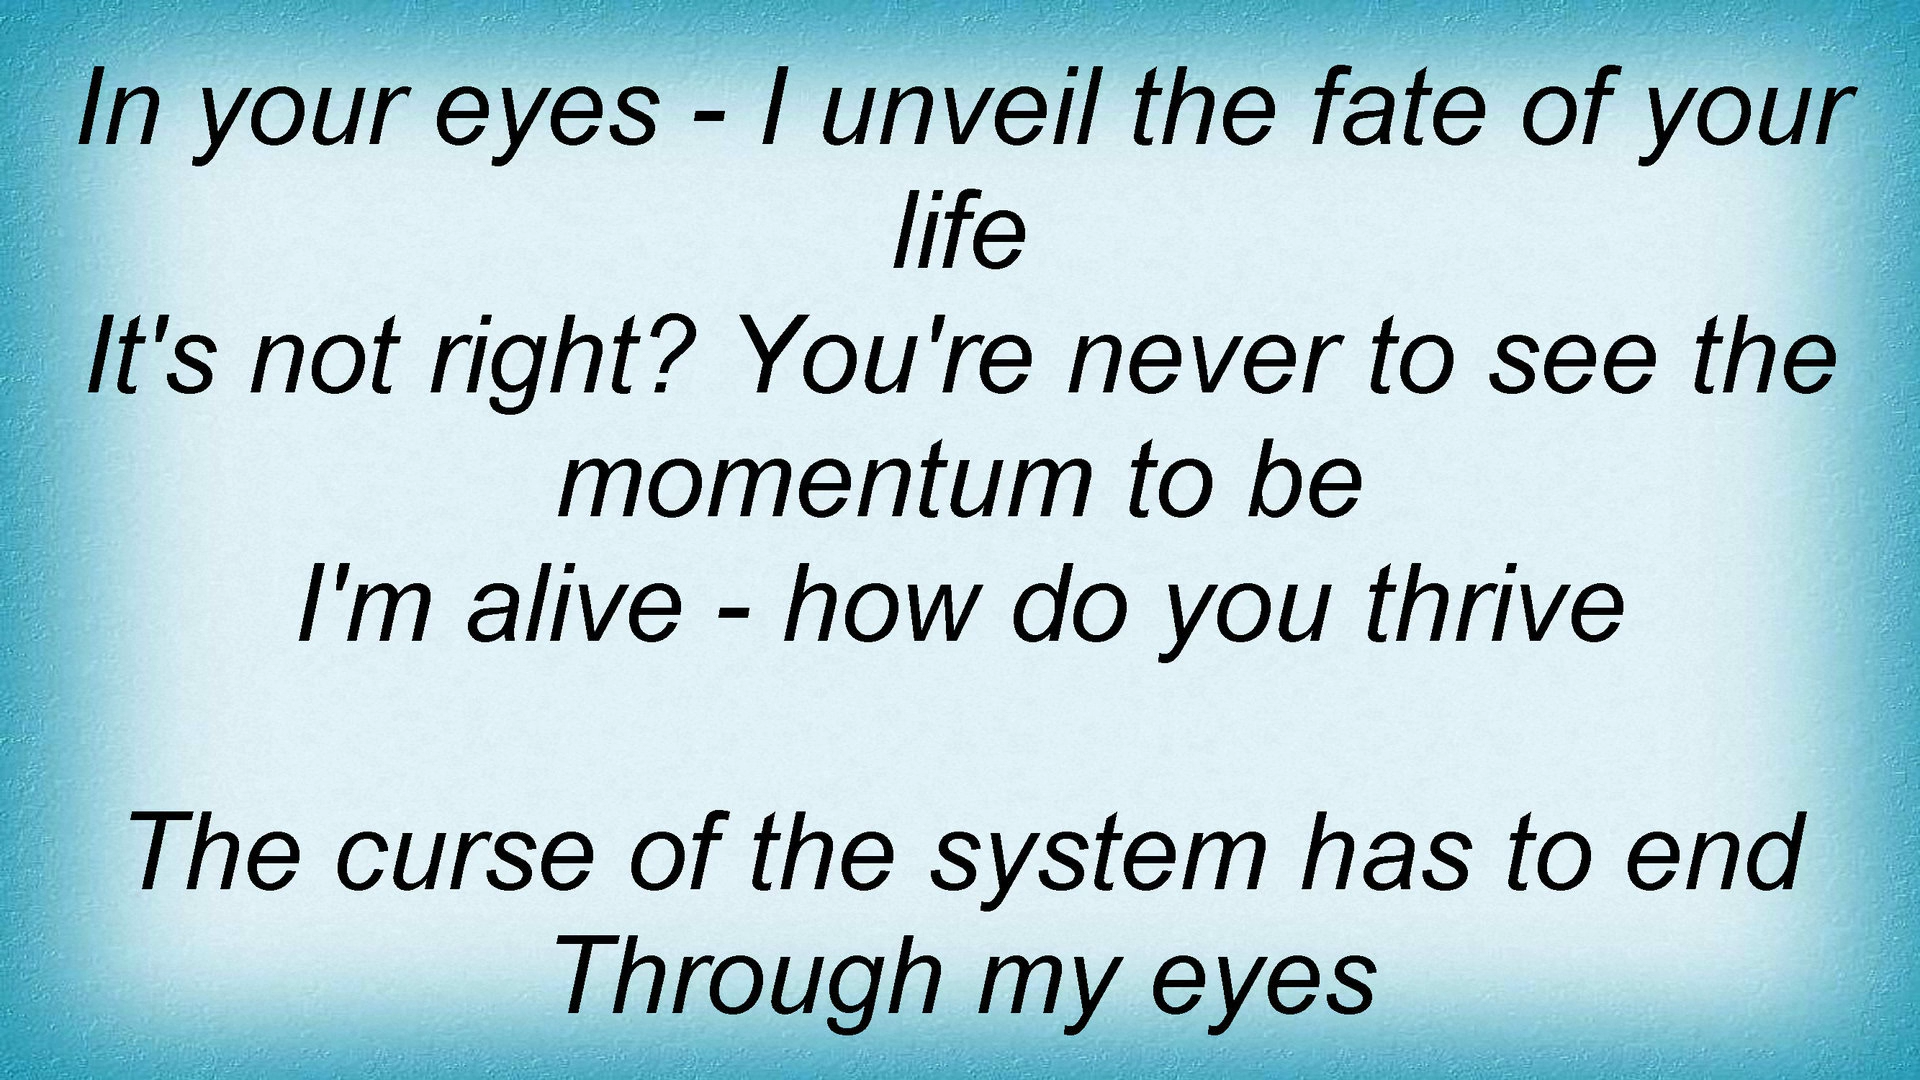 In your eyes - I unveil the fate of your
life
It's not right? You're never to see the
momentum to be
I'm alive - how do you thrive
The curse of the system has to end
Through my eyes